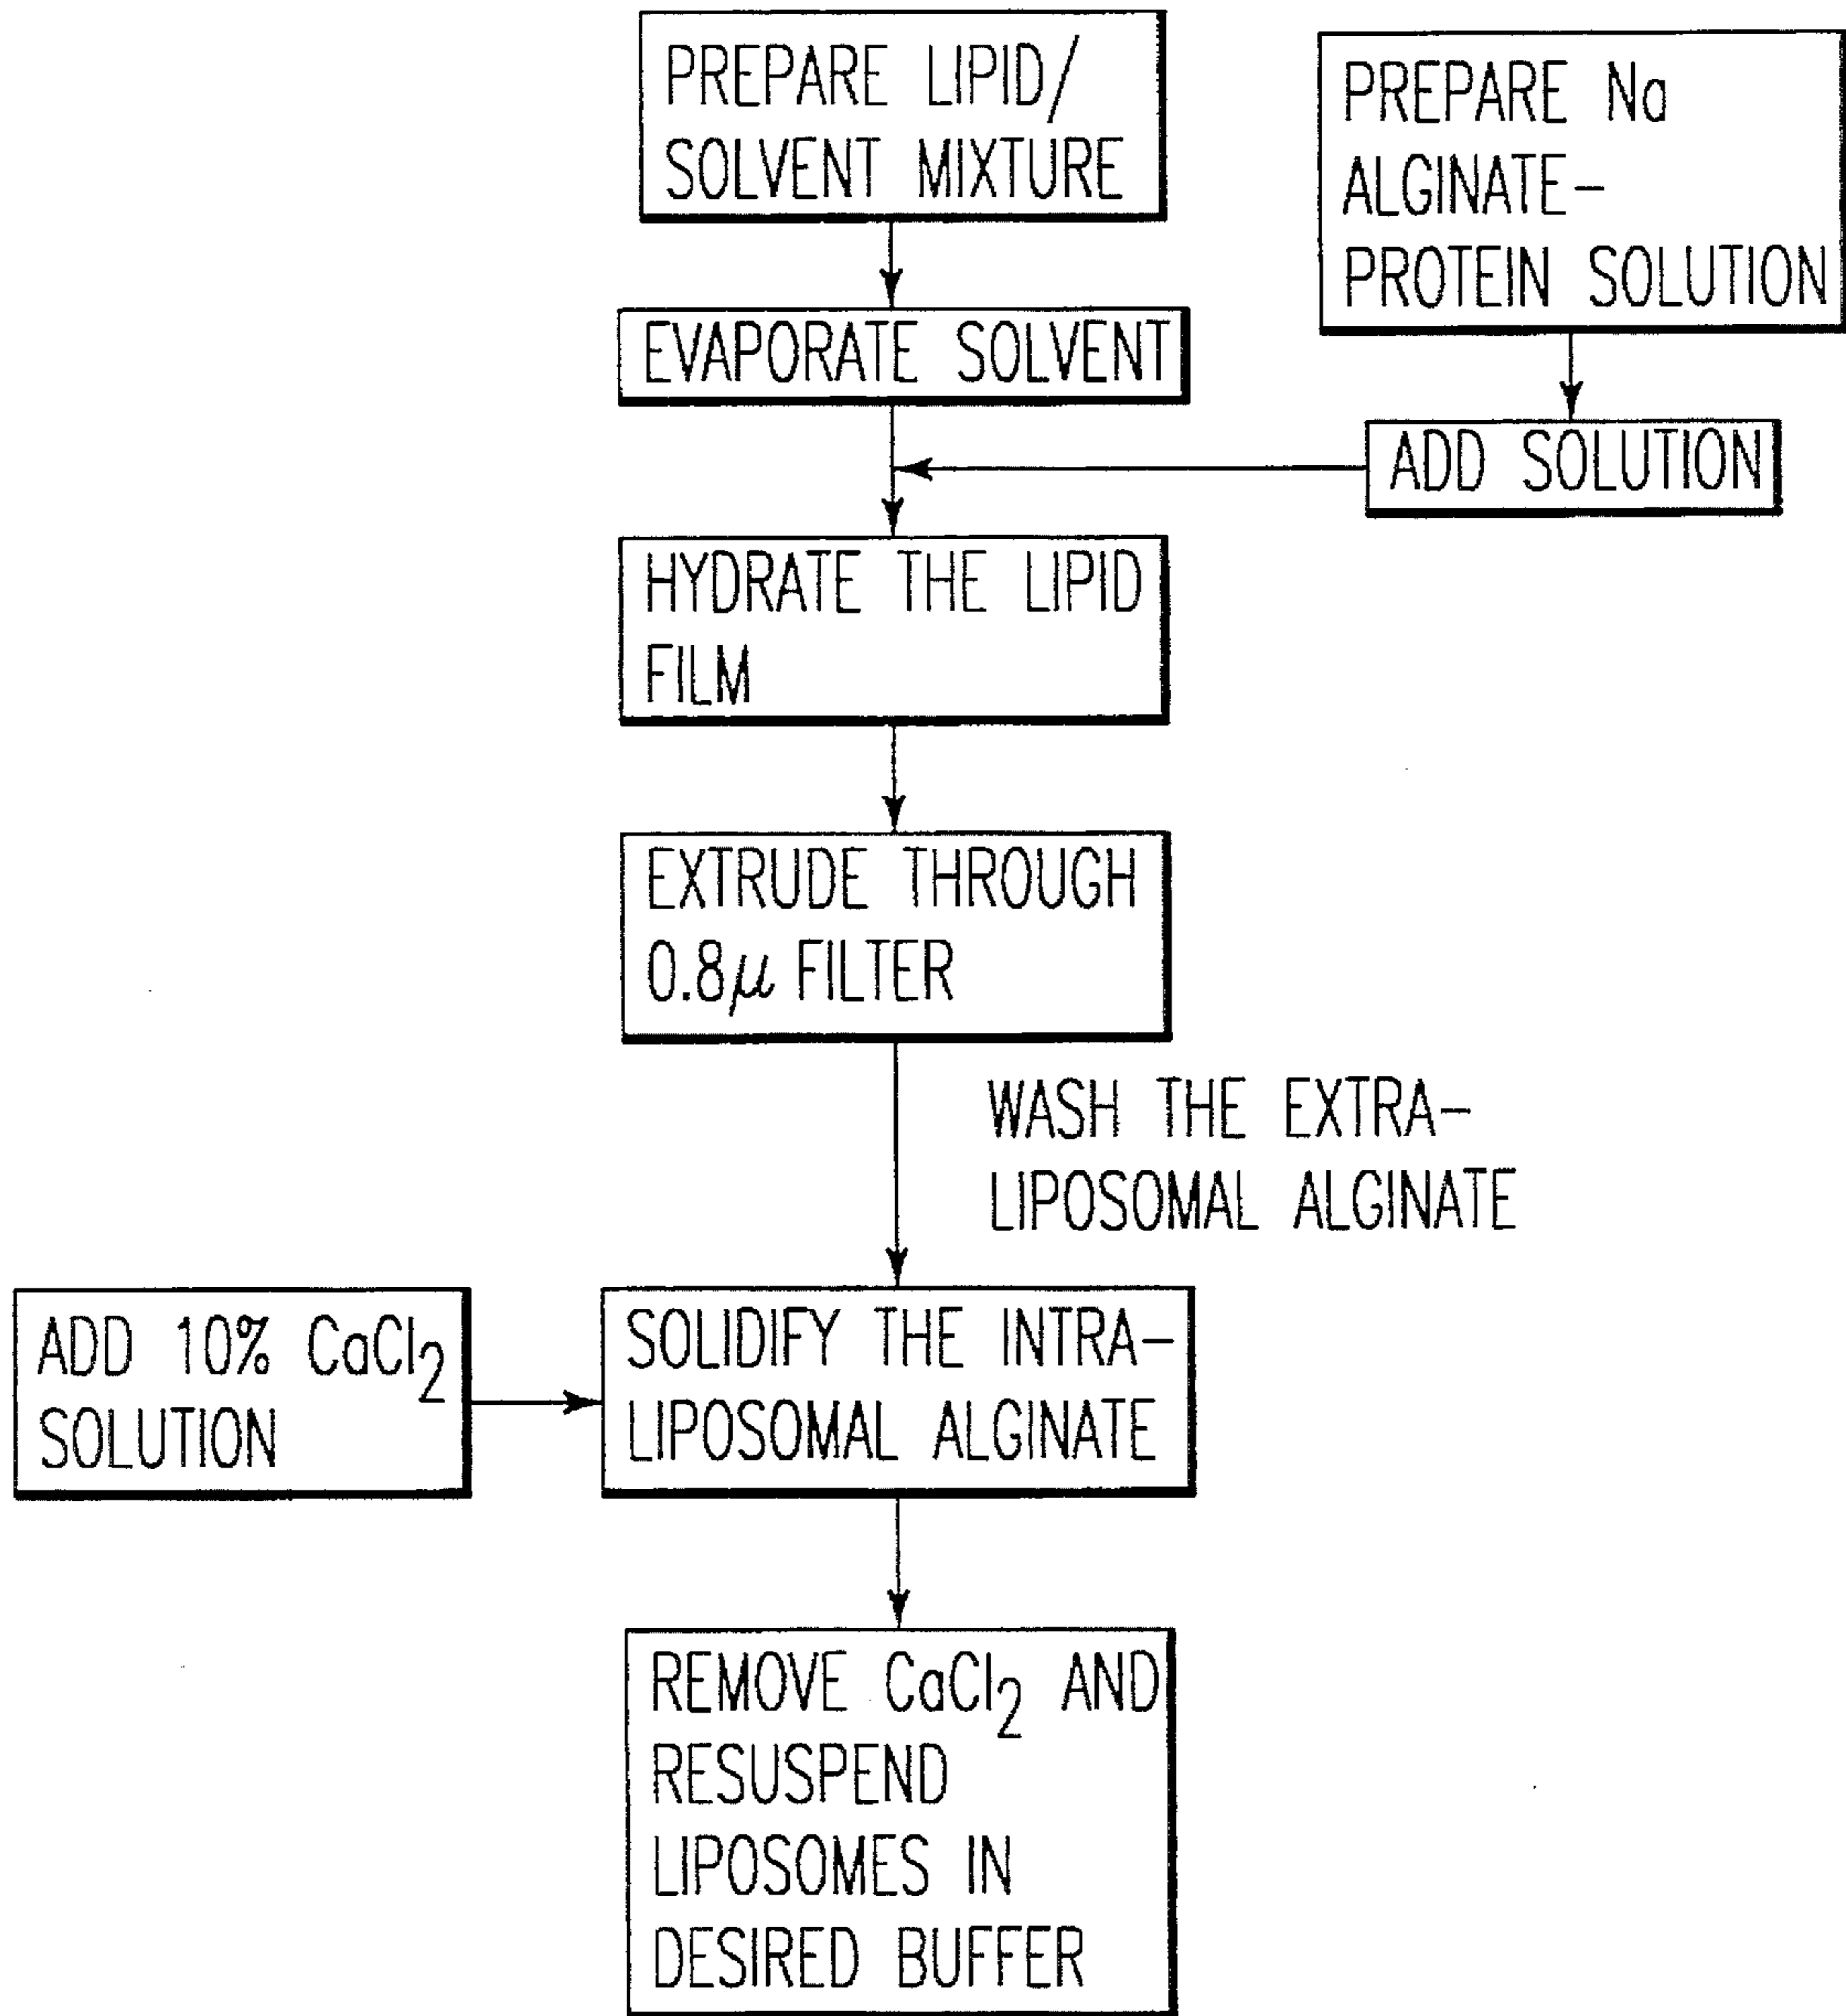 PREPARE LIPID/
SOLVENT MIXTURE
PREPARE Na
ALGINATE-
PROTEIN SOLUTION
EVAPORATE SOLVENT
ADD SOLUTION
HYDRATE THE LIPID
FILM
EXTRUDE THROUGH
0.8μ FILTER
WASH THE EXTRA-
LIPOSOMAL ALGINATE
ADD 10% CaCl₂
SOLUTION
SOLIDIFY THE INTRA-
LIPOSOMAL ALGINATE
REMOVE CaCl₂ AND
RESUSPEND
LIPOSOMES IN
DESIRED BUFFER